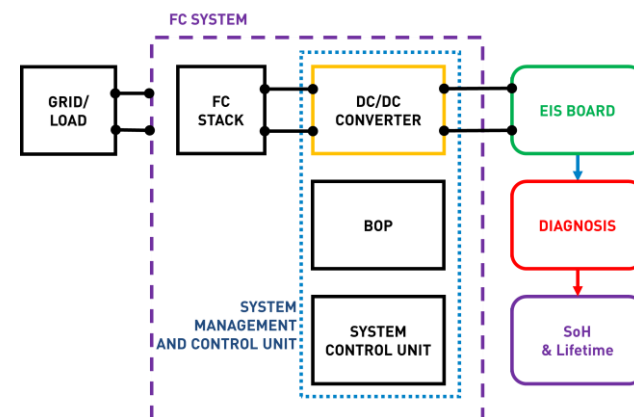 FC SYSTEM
GRID/
LOAD
FC
STACK
DC/DC
CONVERTER
EIS BOARD
BOP
DIAGNOSIS
SYSTEM
MANAGEMENT
AND CONTROL UNIT
SYSTEM
CONTROL UNIT
SoH
& Lifetime